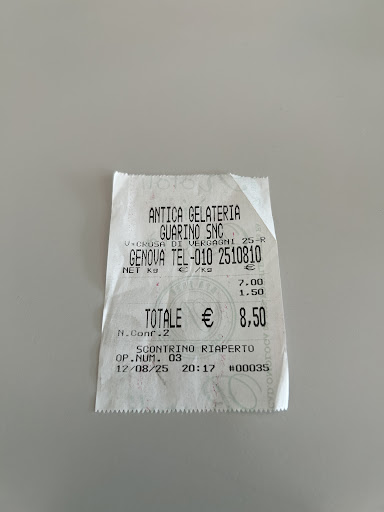 ANTICA GELATERIA
GUARINO SNC
V.CROSA DI VERGAGNI 25-R
GENOVA TEL-010 2510810
NET Kg € /Kg €
7.00
1.50
TOTALE € 8,50
N.Conf.2
SCONTRINO RIAPERTO
OP.NUM. 03
12/08/25 20:17 #00035